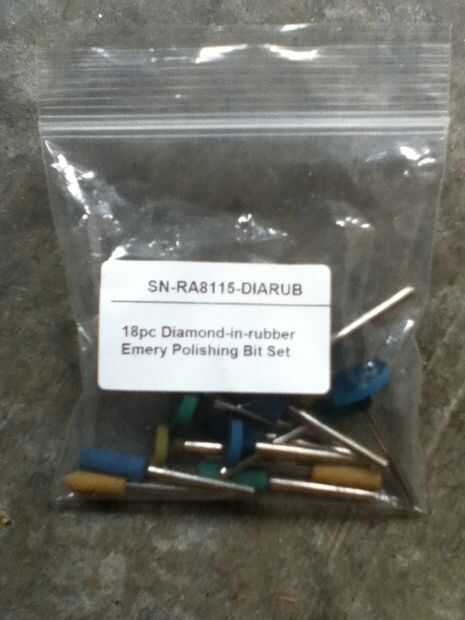 SN-RA8115-DIARUB
18pc Diamond-in-rubber
Emery Polishing Bit Set